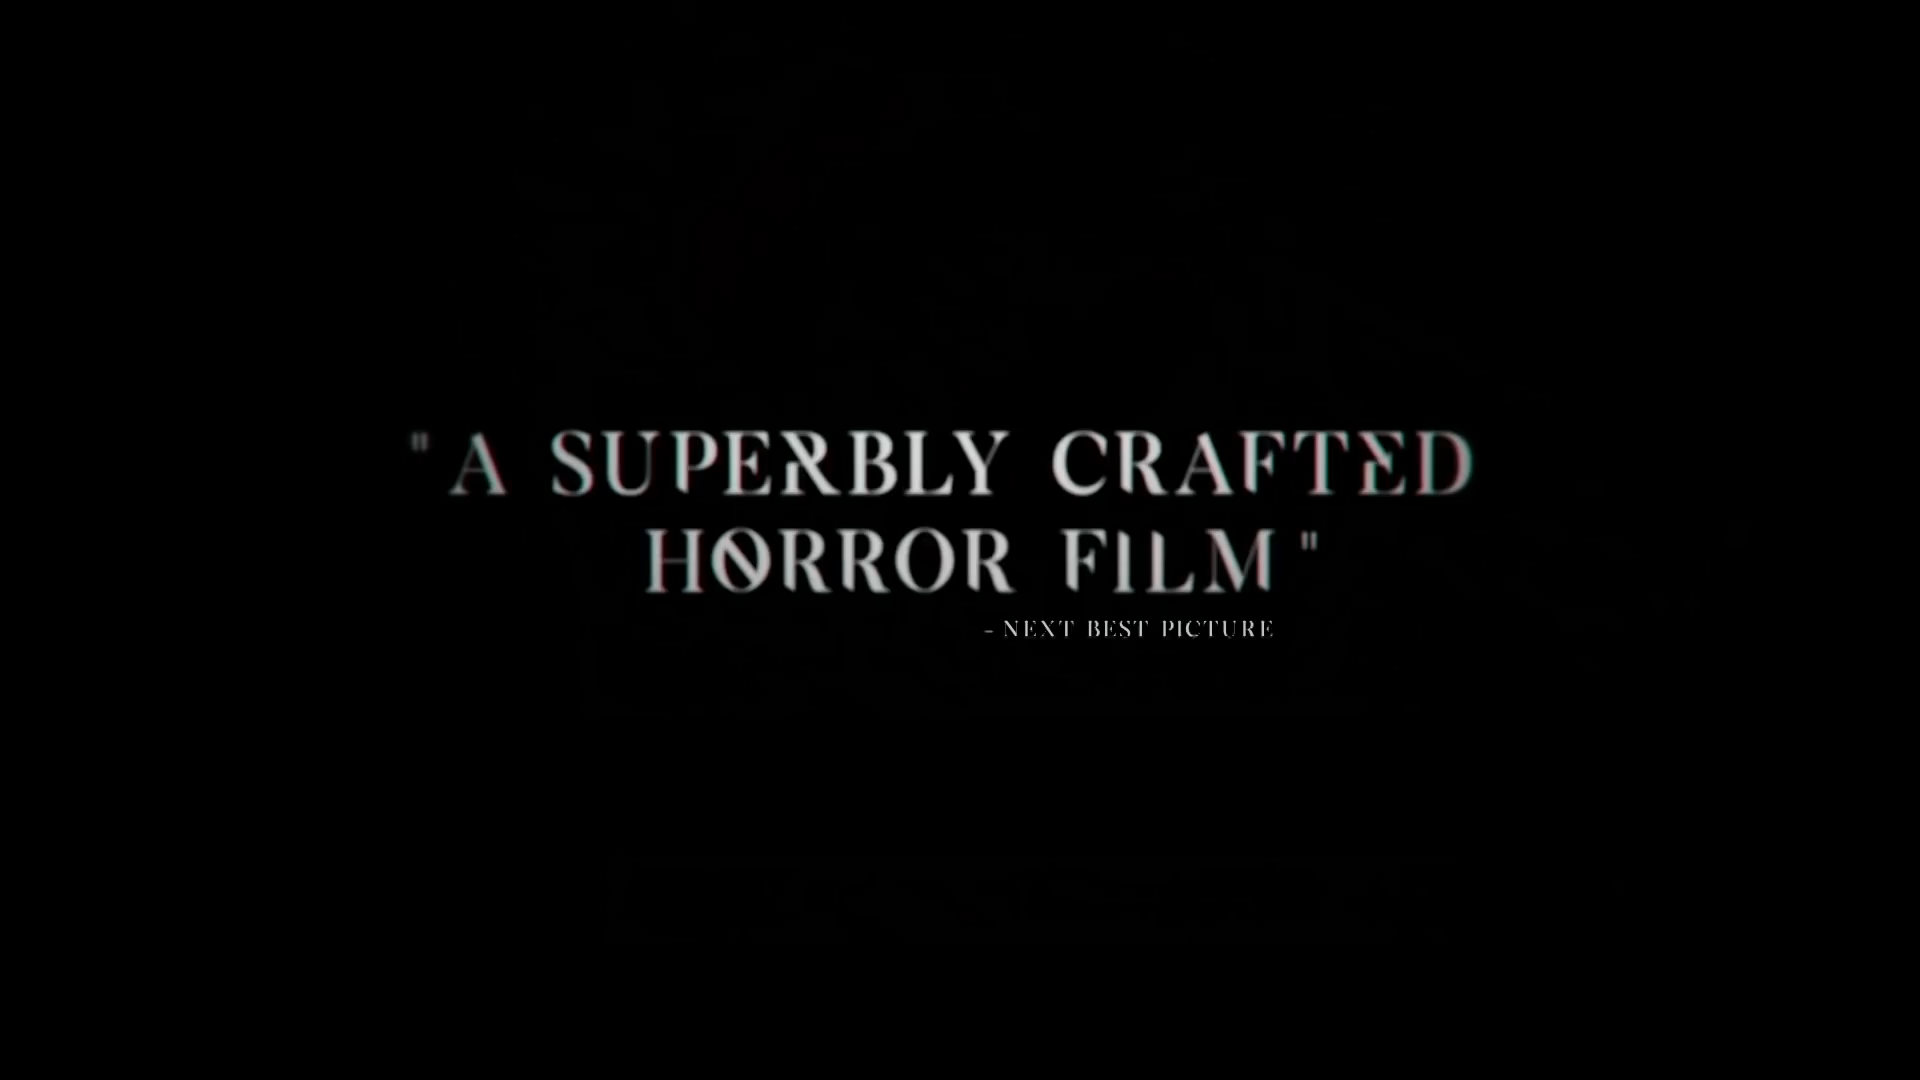 " A SUPERBLY CRAFTED
HORROR FILM "
- NEXT BEST PICTURE